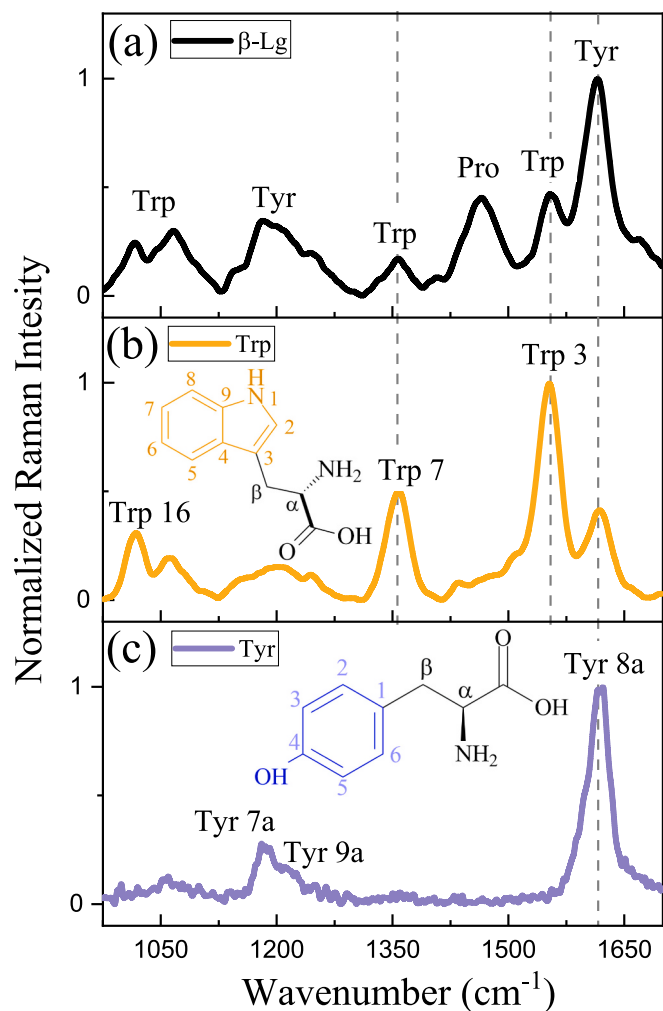 Normalized Raman Intesity
(a)
β-Lg
Tyr
Trp
Tyr
Trp
Pro
Trp
1
0
(b)
Trp
Trp 3
H
N
1
2
3
4
5
6
7
8
9
β
α
NH₂
O
OH
Trp 7
Trp 16
1
0
(c)
Tyr
Tyr 8a
O
OH
NH₂
β
α
1
2
3
4
5
6
OH
Tyr 7a
Tyr 9a
1
0
1050 1200 1350 1500 1650
Wavenumber (cm⁻¹)